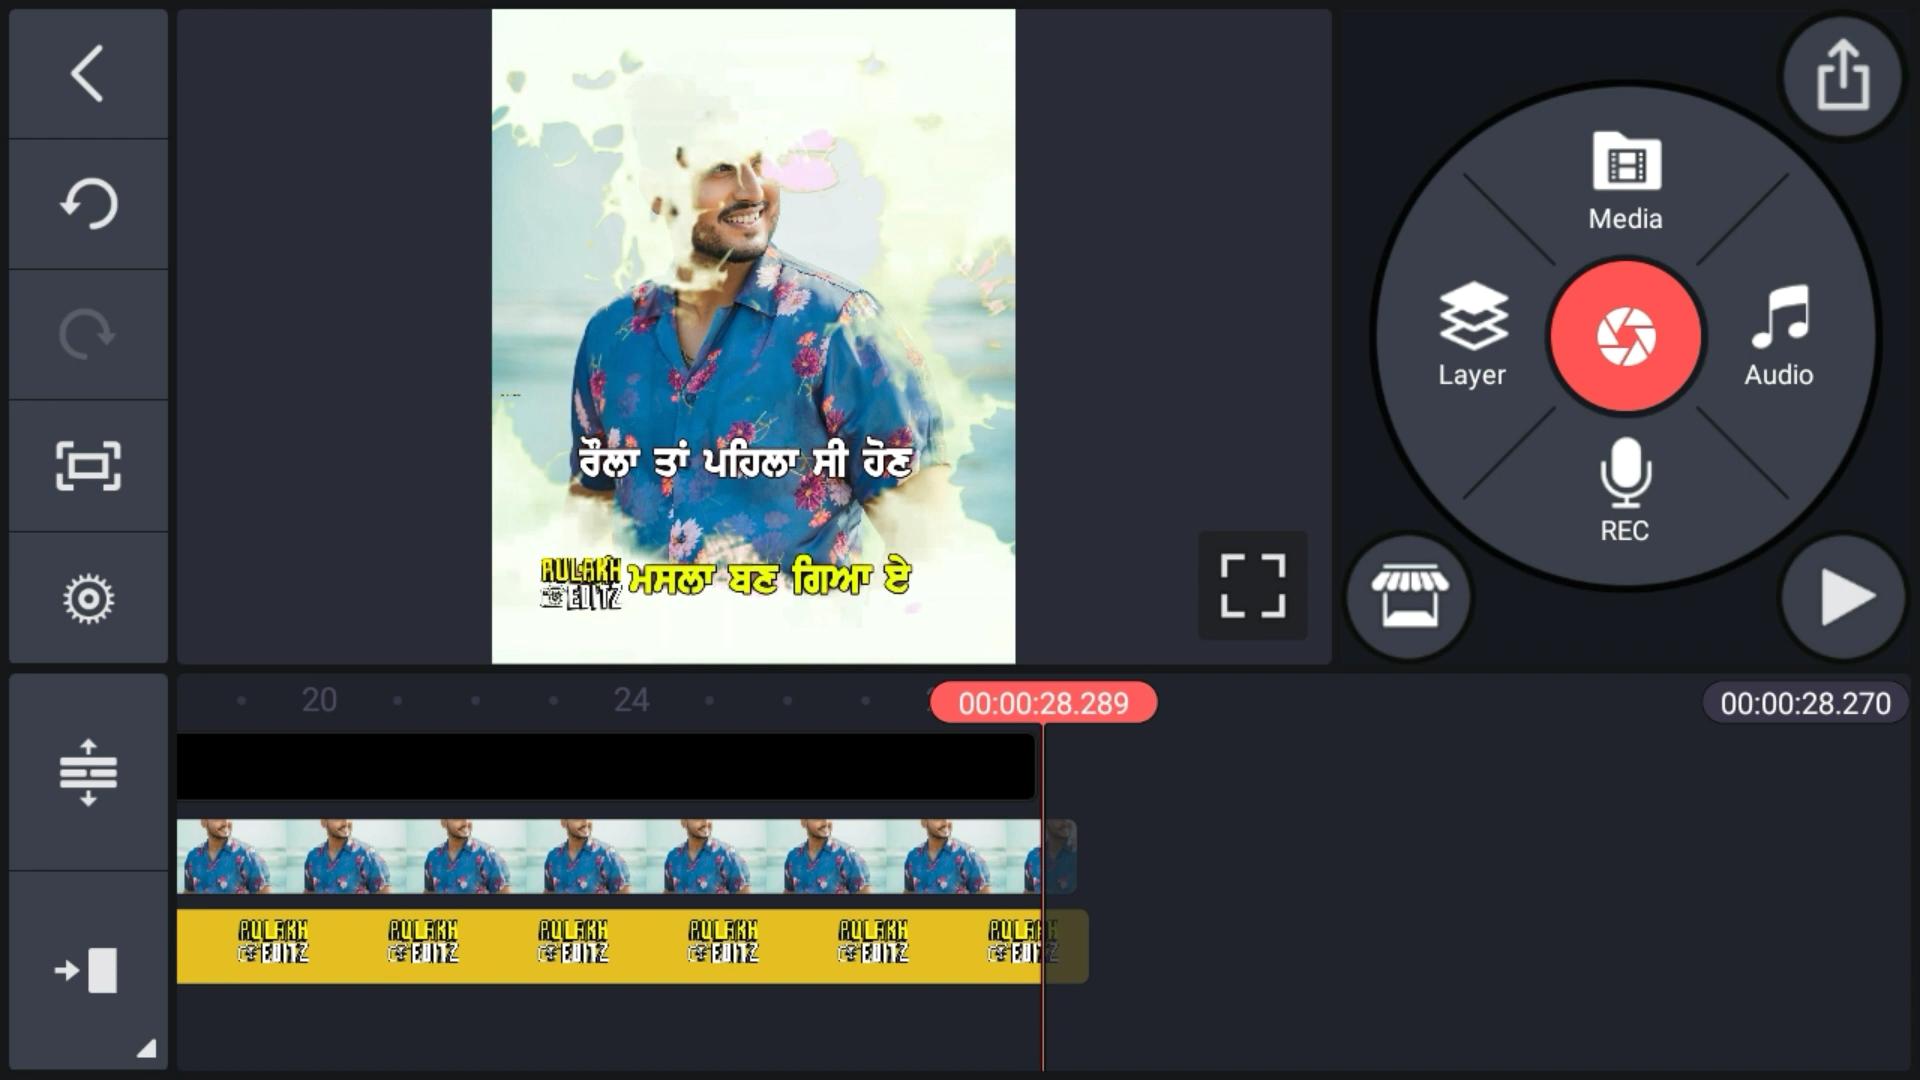 Media
Layer
Audio
REC
ਰੌਲਾ ਤਾਂ ਪਹਿਲਾ ਸੀ ਹੋਣ
AULAKH
EDITZ
ਮਸਲਾ ਬਣ ਗਿਆ ਏ
20
24
00:00:28.289
00:00:28.270
AULAKH AULAKH AULAKH AULAKH AULAKH AULAKH
EDITZ EDITZ EDITZ EDITZ EDITZ EDITZ